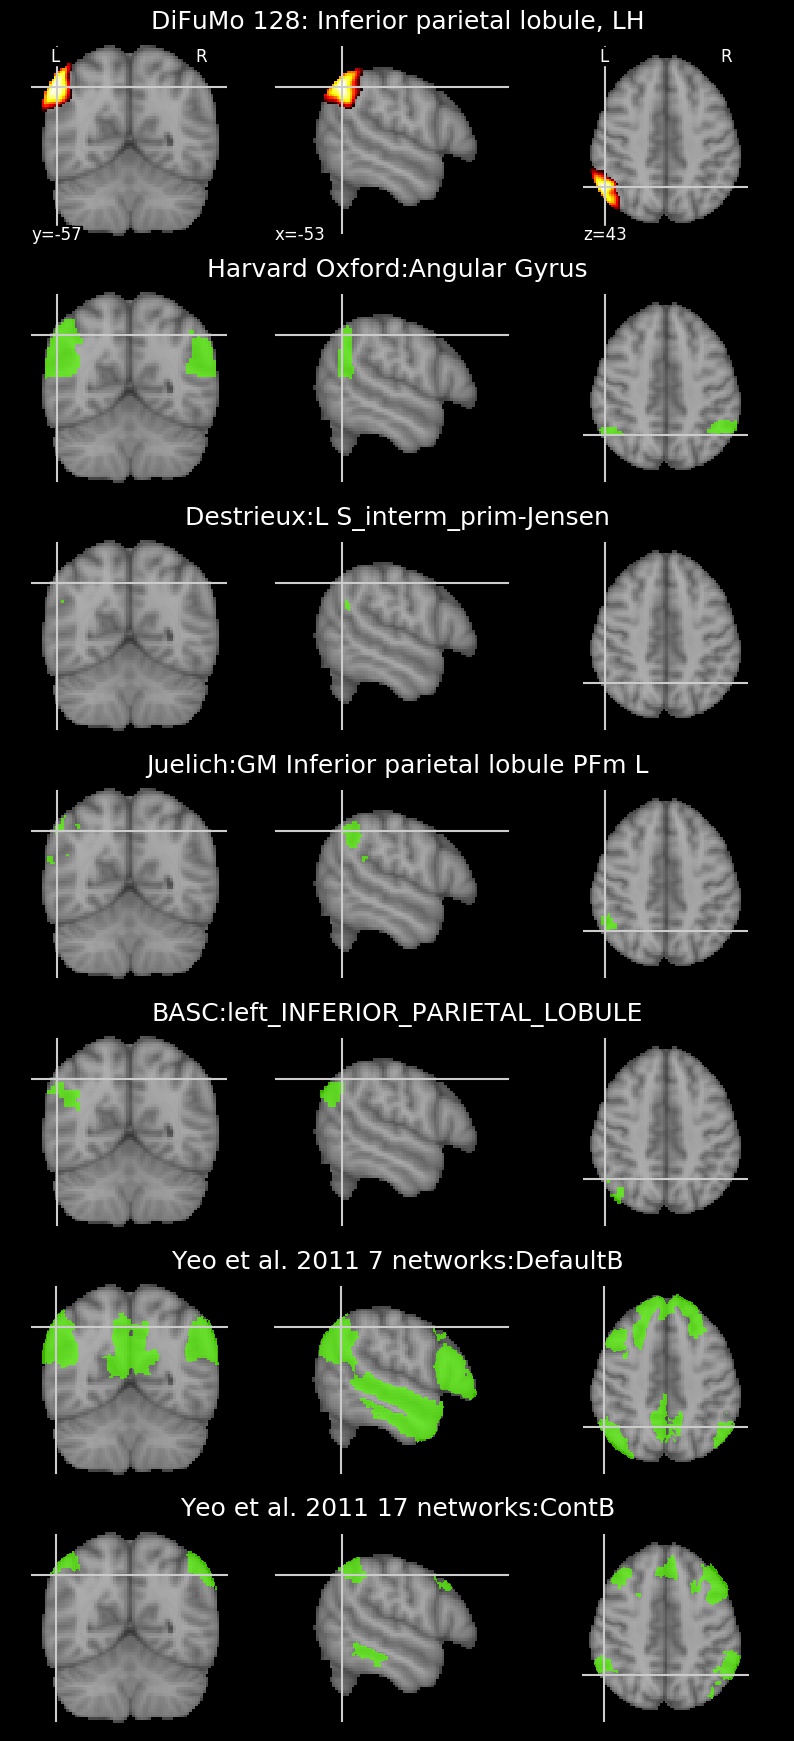 DiFuMo 128: Inferior parietal lobule, LH
L R L R
y=-57 x=-53 z=43
Harvard Oxford:Angular Gyrus
Destrieux:L S_interm_prim-Jensen
Juelich:GM Inferior parietal lobule PFm L
BASC:left_INFERIOR_PARIETAL_LOBULE
Yeo et al. 2011 7 networks:DefaultB
Yeo et al. 2011 17 networks:ContB